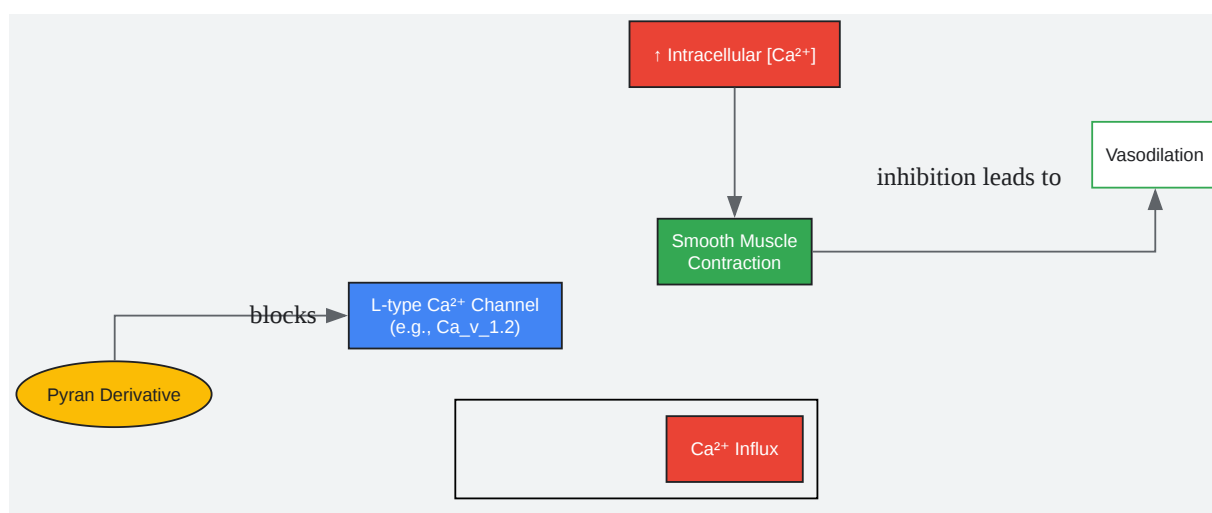 ↑ Intracellular [Ca²⁺]
Vasodilation
inhibition leads to
Smooth Muscle
Contraction
L-type Ca²⁺ Channel
(e.g., Ca_v_1.2)
blocks
Pyran Derivative
Ca²⁺ Influx